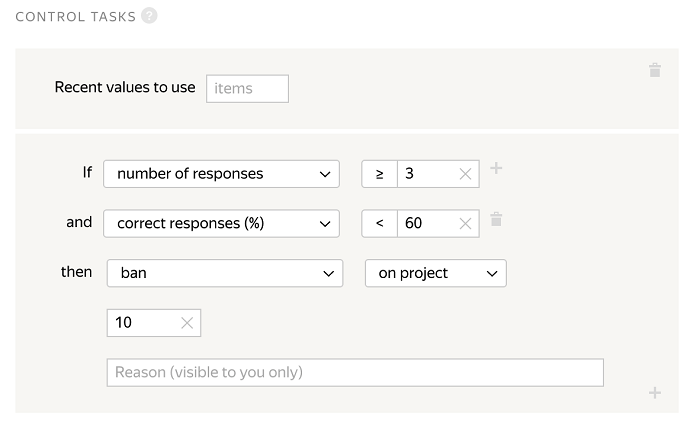 CONTROL TASKS ?
Recent values to use items
If number of responses ≥ 3
and correct responses (%) < 60
then ban on project
10
Reason (visible to you only)